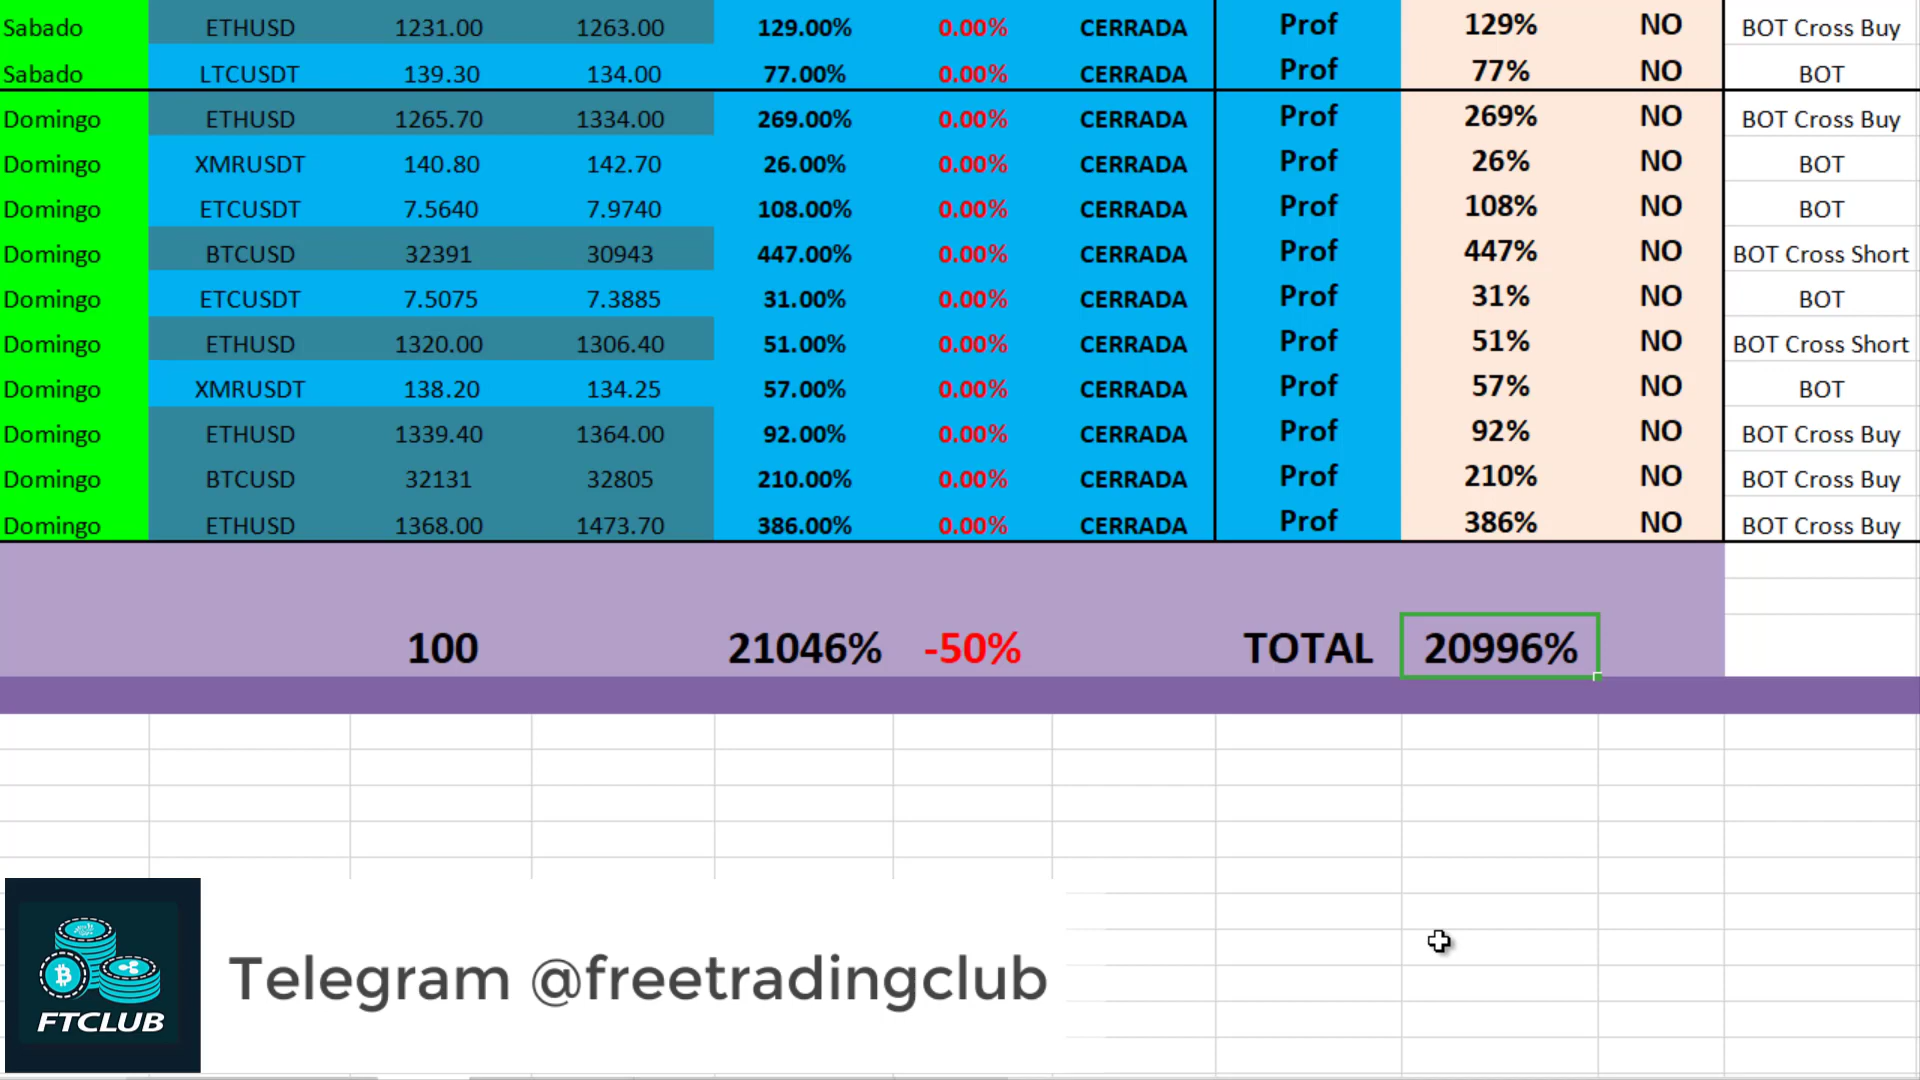 Sabado ETHUSD 1231.00 1263.00 129.00% 0.00% CERRADA Prof 129% NO BOT Cross Buy
Sabado LTCUSDT 139.30 134.00 77.00% 0.00% CERRADA Prof 77% NO BOT
Domingo ETHUSD 1265.70 1334.00 269.00% 0.00% CERRADA Prof 269% NO BOT Cross Buy
Domingo XMRUSDT 140.80 142.70 26.00% 0.00% CERRADA Prof 26% NO BOT
Domingo ETCUSDT 7.5640 7.9740 108.00% 0.00% CERRADA Prof 108% NO BOT
Domingo BTCUSD 32391 30943 447.00% 0.00% CERRADA Prof 447% NO BOT Cross Short
Domingo ETCUSDT 7.5075 7.3885 31.00% 0.00% CERRADA Prof 31% NO BOT
Domingo ETHUSD 1320.00 1306.40 51.00% 0.00% CERRADA Prof 51% NO BOT Cross Short
Domingo XMRUSDT 138.20 134.25 57.00% 0.00% CERRADA Prof 57% NO BOT
Domingo ETHUSD 1339.40 1364.00 92.00% 0.00% CERRADA Prof 92% NO BOT Cross Buy
Domingo BTCUSD 32131 32805 210.00% 0.00% CERRADA Prof 210% NO BOT Cross Buy
Domingo ETHUSD 1368.00 1473.70 386.00% 0.00% CERRADA Prof 386% NO BOT Cross Buy
100 21046% -50% TOTAL 20996%
Telegram @freetradingclub
FTCLUB